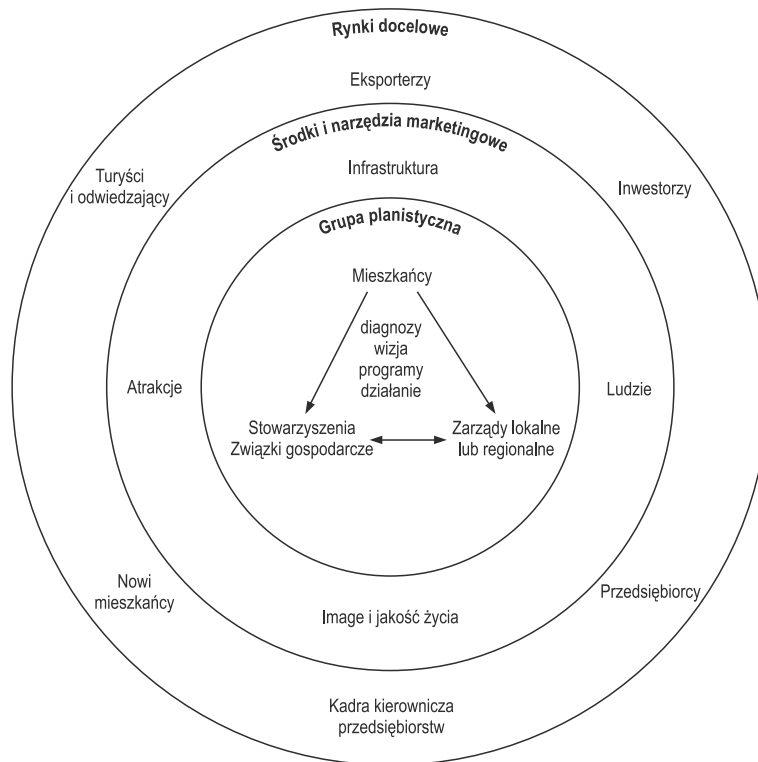 Rynki docelowe
Eksporterzy
Środki i narzędzia marketingowe
Infrastruktura
Turyści
i odwiedzający
Inwestorzy
Grupa planistyczna
Mieszkańcy
diagnozy
wizja
programy
działanie
Atrakcje
Ludzie
Stowarzyszenia
Związki gospodarcze
Zarządy lokalne
lub regionalne
Nowi
mieszkańcy
Przedsiębiorcy
Image i jakość życia
Kadra kierownicza
przedsiębiorstw